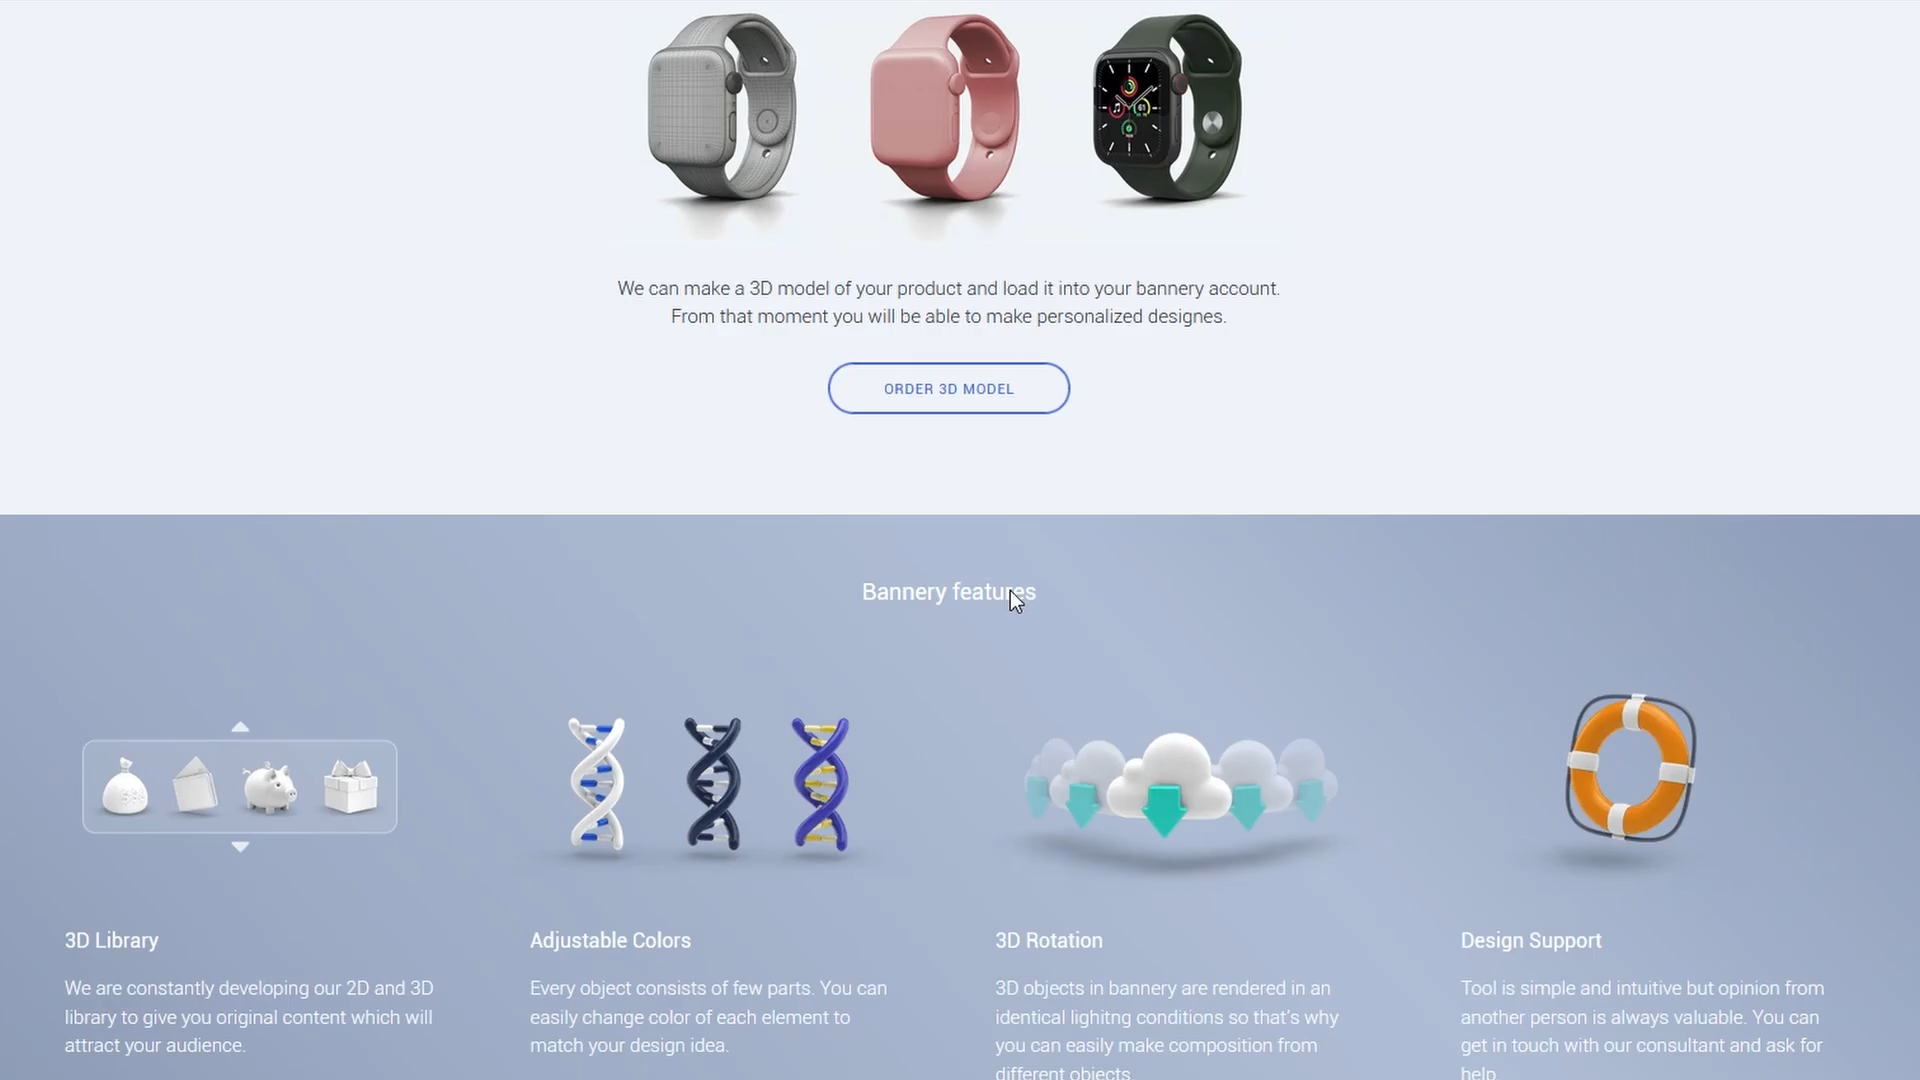 We can make a 3D model of your product and load it into your bannery account.
From that moment you will be able to make personalized designes.
ORDER 3D MODEL
Bannery features
3D Library
We are constantly developing our 2D and 3D
library to give you original content which will
attract your audience.
Adjustable Colors
Every object consists of few parts. You can
easily change color of each element to
match your design idea.
3D Rotation
3D objects in bannery are rendered in an
identical lighitng conditions so that's why
you can easily make composition from
different objects
Design Support
Tool is simple and intuitive but opinion from
another person is always valuable. You can
get in touch with our consultant and ask for
help